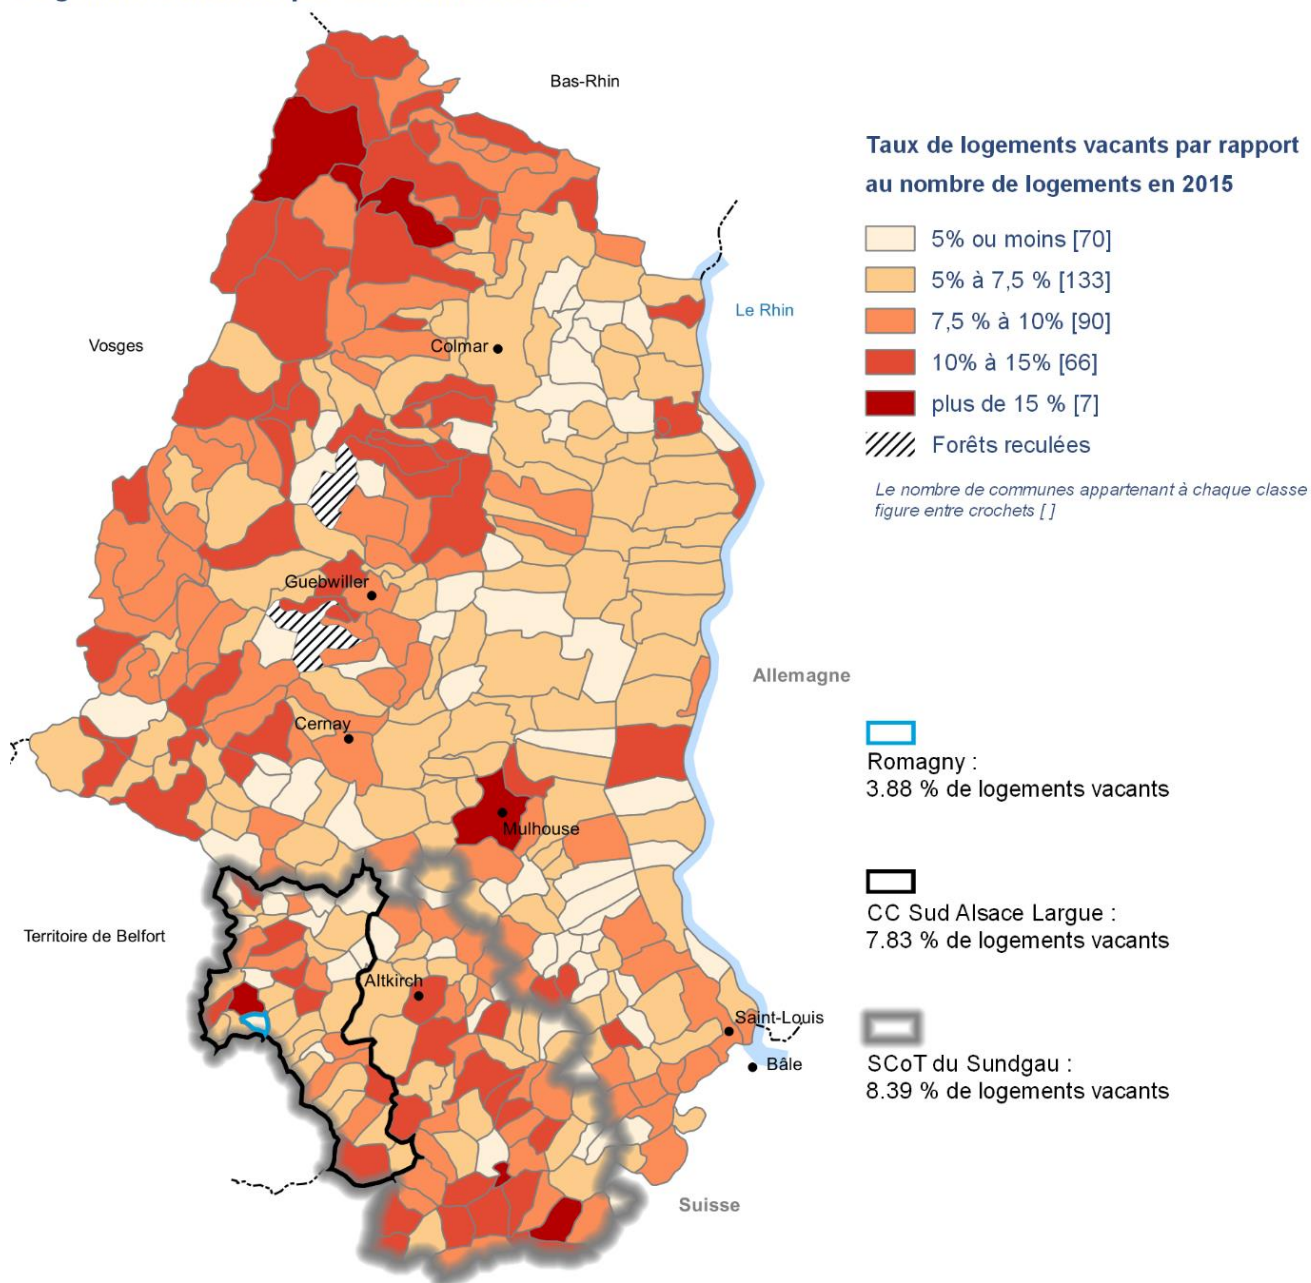 Bas-Rhin
Taux de logements vacants par rapport
au nombre de logements en 2015
5% ou moins [70]
5% à 7,5 % [133]
7,5 % à 10% [90]
10% à 15% [66]
plus de 15 % [7]
Forêts reculées
Le nombre de communes appartenant à chaque classe
figure entre crochets [ ]
Le Rhin
Vosges
Colmar
Guebwiller
Allemagne
Cernay
Romagny :
3.88 % de logements vacants
Mulhouse
CC Sud Alsace Largue :
7.83 % de logements vacants
Territoire de Belfort
Altkirch
Saint-Louis
Bâle
SCoT du Sundgau :
8.39 % de logements vacants
Suisse